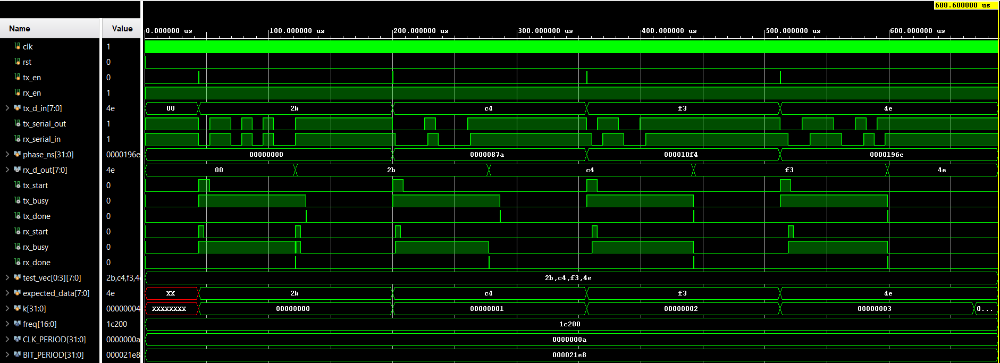 688.600000 us
Name Value 0.000000 us 100.000000 us 200.000000 us 300.000000 us 400.000000 us 500.000000 us 600.000000 us
clk 1
rst 0
tx_en 0
rx_en 1
tx_d_in[7:0] 4e 00 2b c4 f3 4e
tx_serial_out 1
rx_serial_in 1
phase_ns[31:0] 0000196e 00000000 0000087a 000010f4 0000196e
rx_d_out[7:0] 4e 00 2b c4 f3 4e
tx_start 0
tx_busy 0
tx_done 0
rx_start 0
rx_busy 0
rx_done 0
test_vec[0:3][7:0] 2b,c4,f3,4e 2b,c4,f3,4e
expected_data[7:0] 4e XX 2b c4 f3 4e
k[31:0] 00000004 XXXXXXXX 00000000 00000001 00000002 00000003 0...
freq[16:0] 1c200 1c200
CLK_PERIOD[31:0] 0000000a 0000000a
BIT_PERIOD[31:0] 000021e8 000021e8